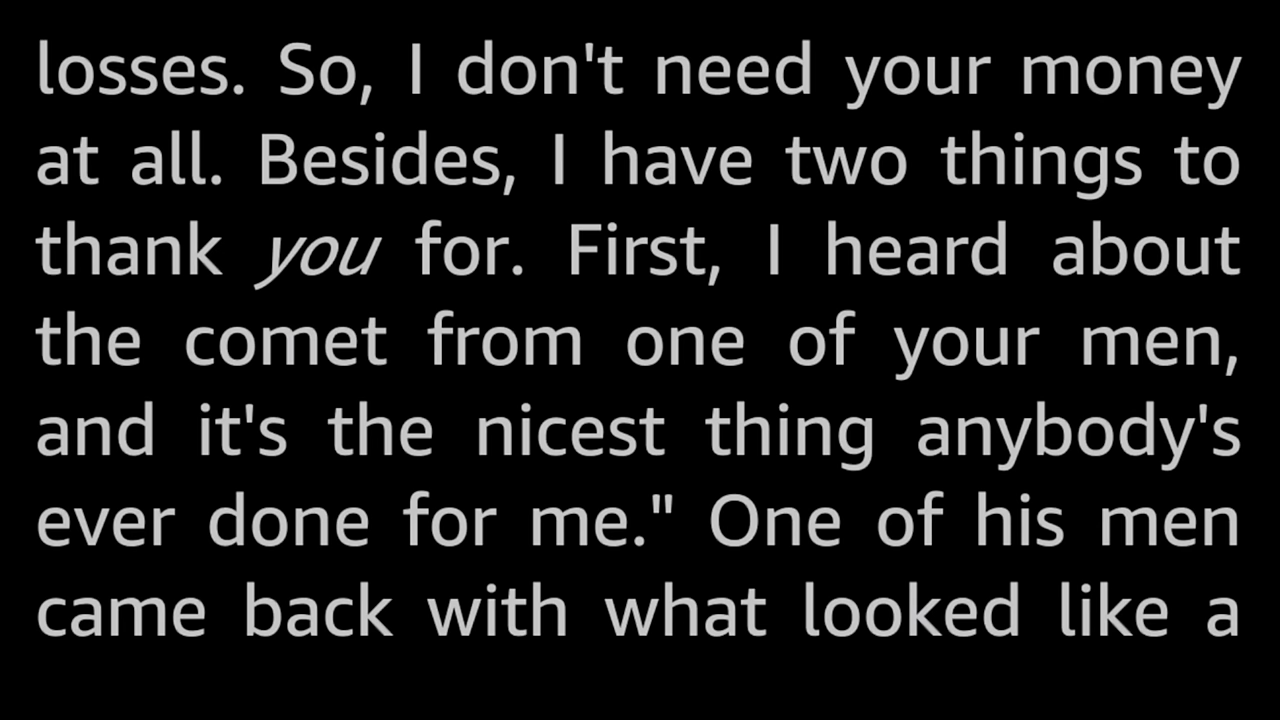 losses. So, I don't need your money
at all. Besides, I have two things to
thank you for. First, I heard about
the comet from one of your men,
and it's the nicest thing anybody's
ever done for me." One of his men
came back with what looked like a